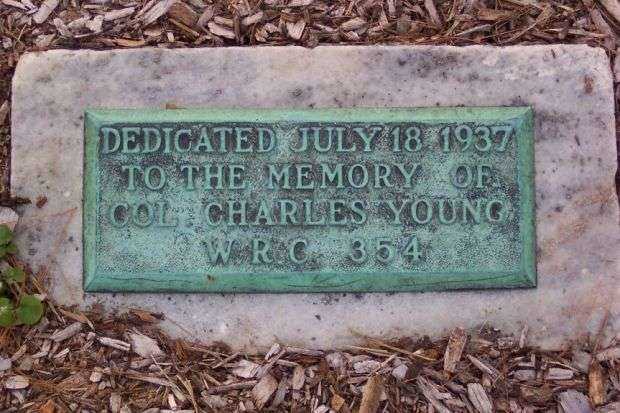 DEDICATED JULY 18 1937
TO THE MEMORY OF
COL. CHARLES YOUNG
W.R.C. 354